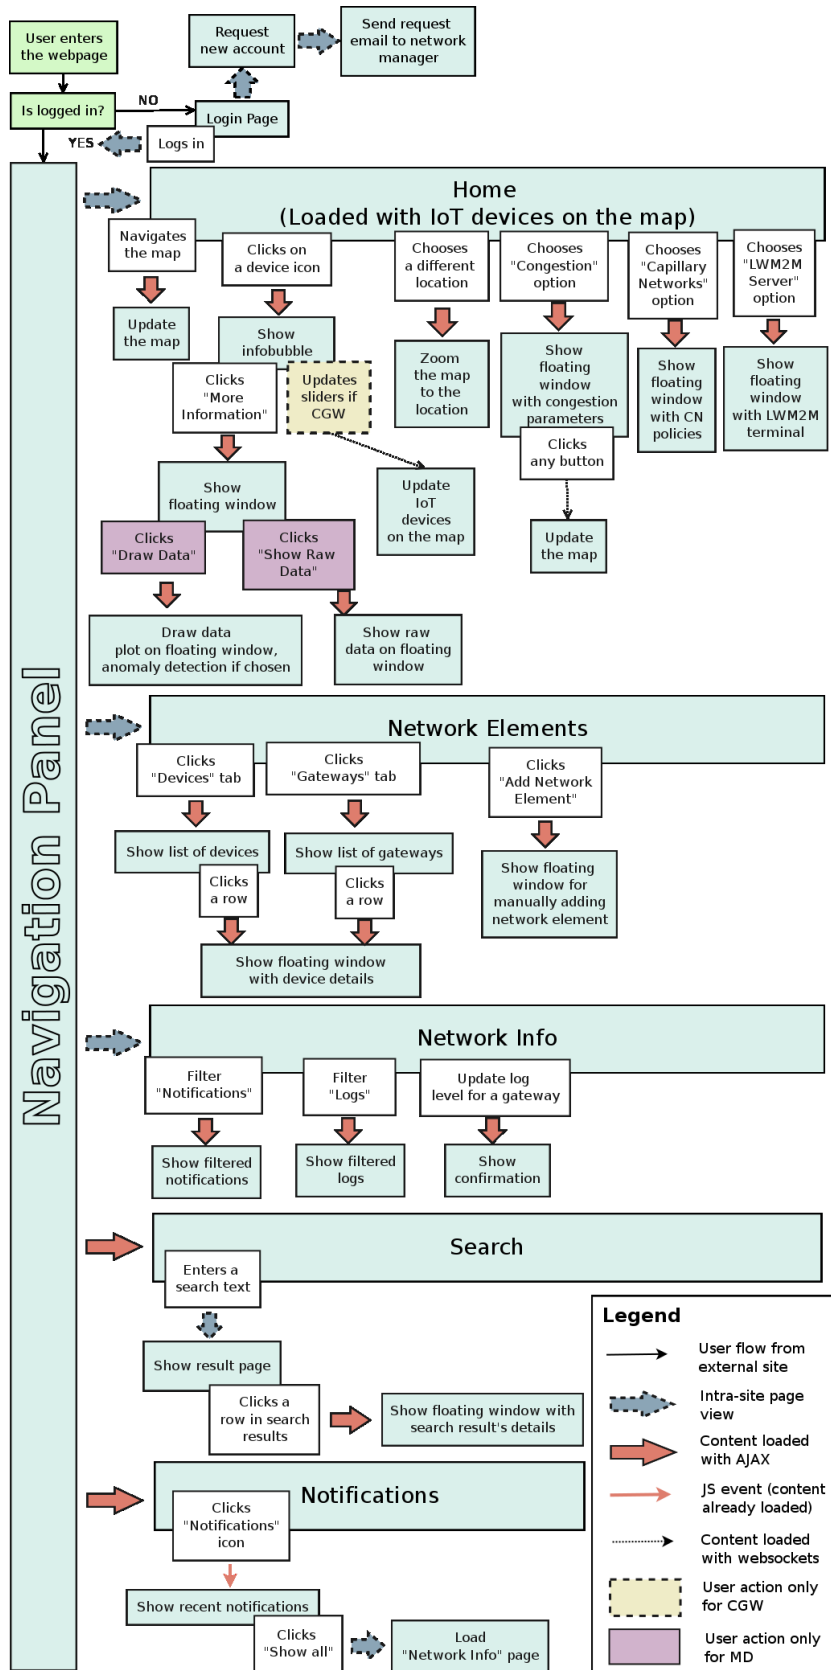 User enters
the webpage
Request
new account
Send request
email to network
manager
Is logged in?
NO
Login Page
YES
Logs in
Navigation Panel
Home
(Loaded with IoT devices on the map)
Navigates
the map
Clicks on
a device icon
Chooses
a different
location
Chooses
"Congestion"
option
Chooses
"Capillary
Networks"
option
Chooses
"LWM2M
Server"
option
Update
the map
Show
infobubble
Zoom
the map
to the
location
Show
floating
window
with congestion
parameters
Show
floating
window
with CN
policies
Show
floating
window
with LWM2M
terminal
Clicks
"More
Information"
Updates
sliders if
CGW
Clicks
any button
Show
floating window
Update
IoT
devices
on the map
Update
the map
Clicks
"Draw Data"
Clicks
"Show Raw
Data"
Draw data
plot on floating window,
anomaly detection if chosen
Show raw
data on floating
window
Network Elements
Clicks
"Devices" tab
Clicks
"Gateways" tab
Clicks
"Add Network
Element"
Show list of devices
Show list of gateways
Show floating
window for
manually adding
network element
Clicks
a row
Clicks
a row
Show floating window
with device details
Network Info
Filter
"Notifications"
Filter
"Logs"
Update log
level for a gateway
Show filtered
notifications
Show filtered
logs
Show
confirmation
Search
Enters a
search text
Show result page
Clicks a
row in search
results
Show floating window with
search result's details
Notifications
Clicks
"Notifications"
icon
Show recent notifications
Clicks
"Show all"
Load
"Network Info" page
Legend
User flow from
external site
Intra-site page
view
Content loaded
with AJAX
JS event (content
already loaded)
Content loaded
with websockets
User action only
for CGW
User action only
for MD